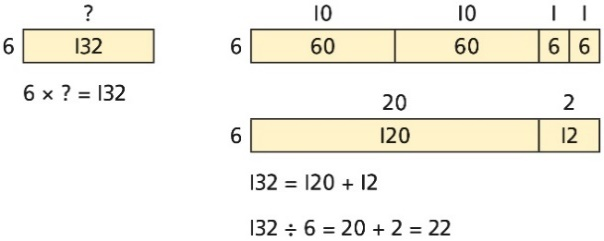 ?
6 132
6 × ? = 132
10 10 1 1
6 60 60 6 6
20 2
6 120 12
132 = 120 + 12
132 ÷ 6 = 20 + 2 = 22